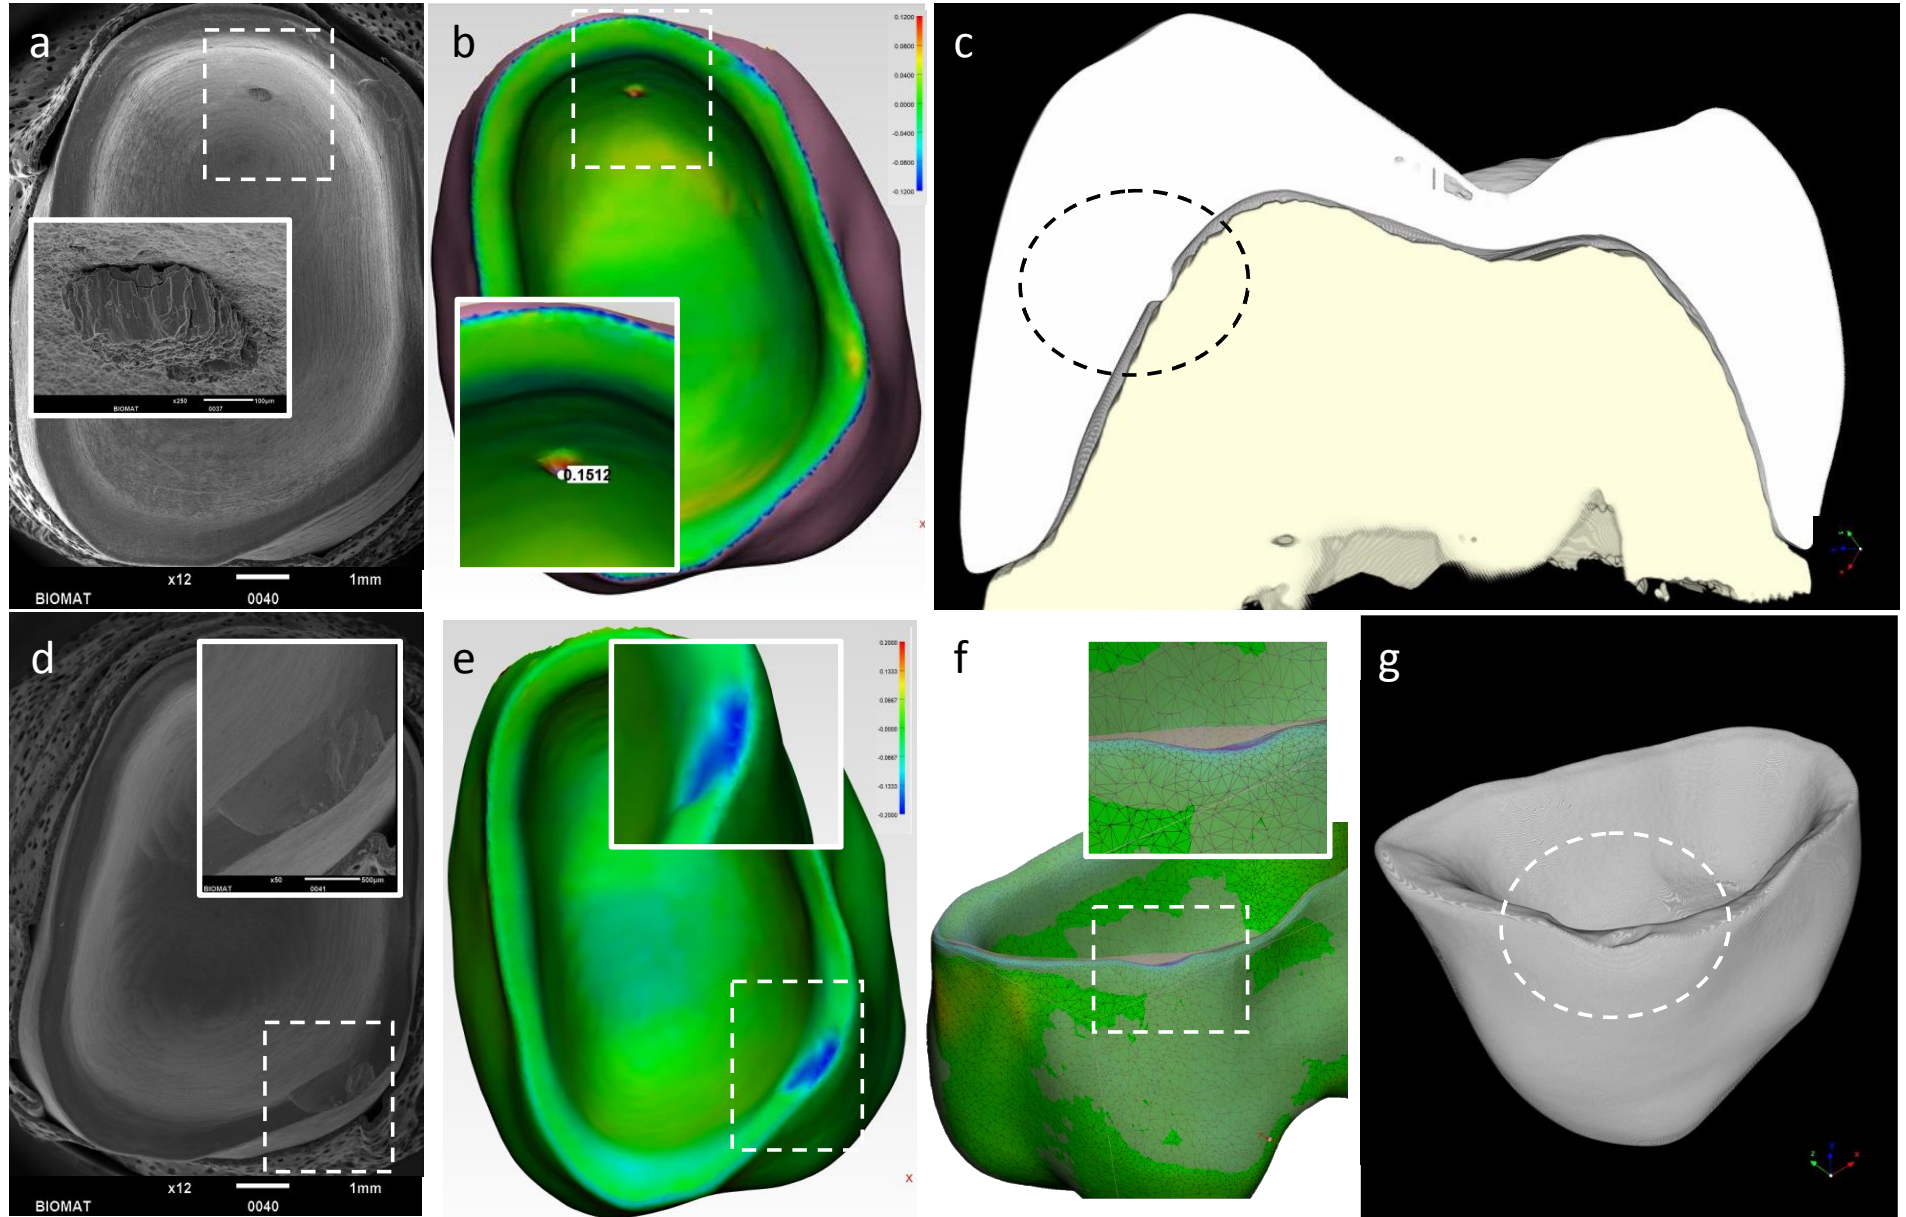 a
x250 100µm
BIOMAT 0037
x12 1mm
BIOMAT 0040
b
0.1200
0.0800
0.0400
0.0000
-0.0400
-0.0800
-0.1200
0.1512
X
c
d
x50 500µm
BIOMAT 0041
x12 1mm
BIOMAT 0040
e
0.2000
0.1333
0.0667
-0.0000
-0.0667
-0.1333
-0.2000
X
f
g
z
x